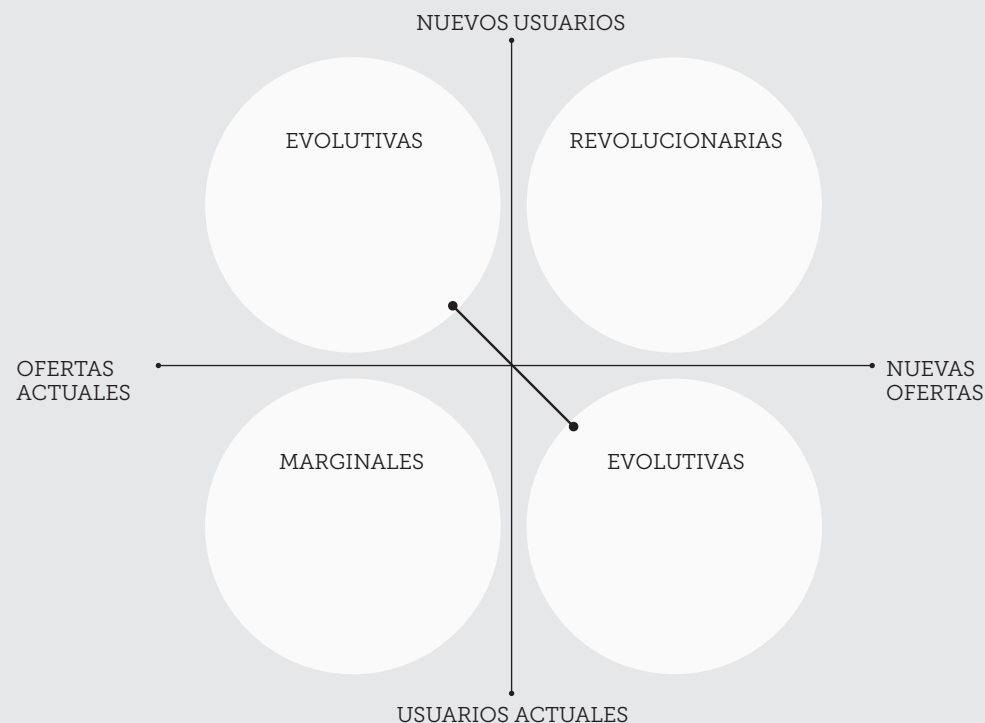 NUEVOS USUARIOS
EVOLUTIVAS
REVOLUCIONARIAS
OFERTAS
ACTUALES
NUEVAS
OFERTAS
MARGINALES
EVOLUTIVAS
USUARIOS ACTUALES